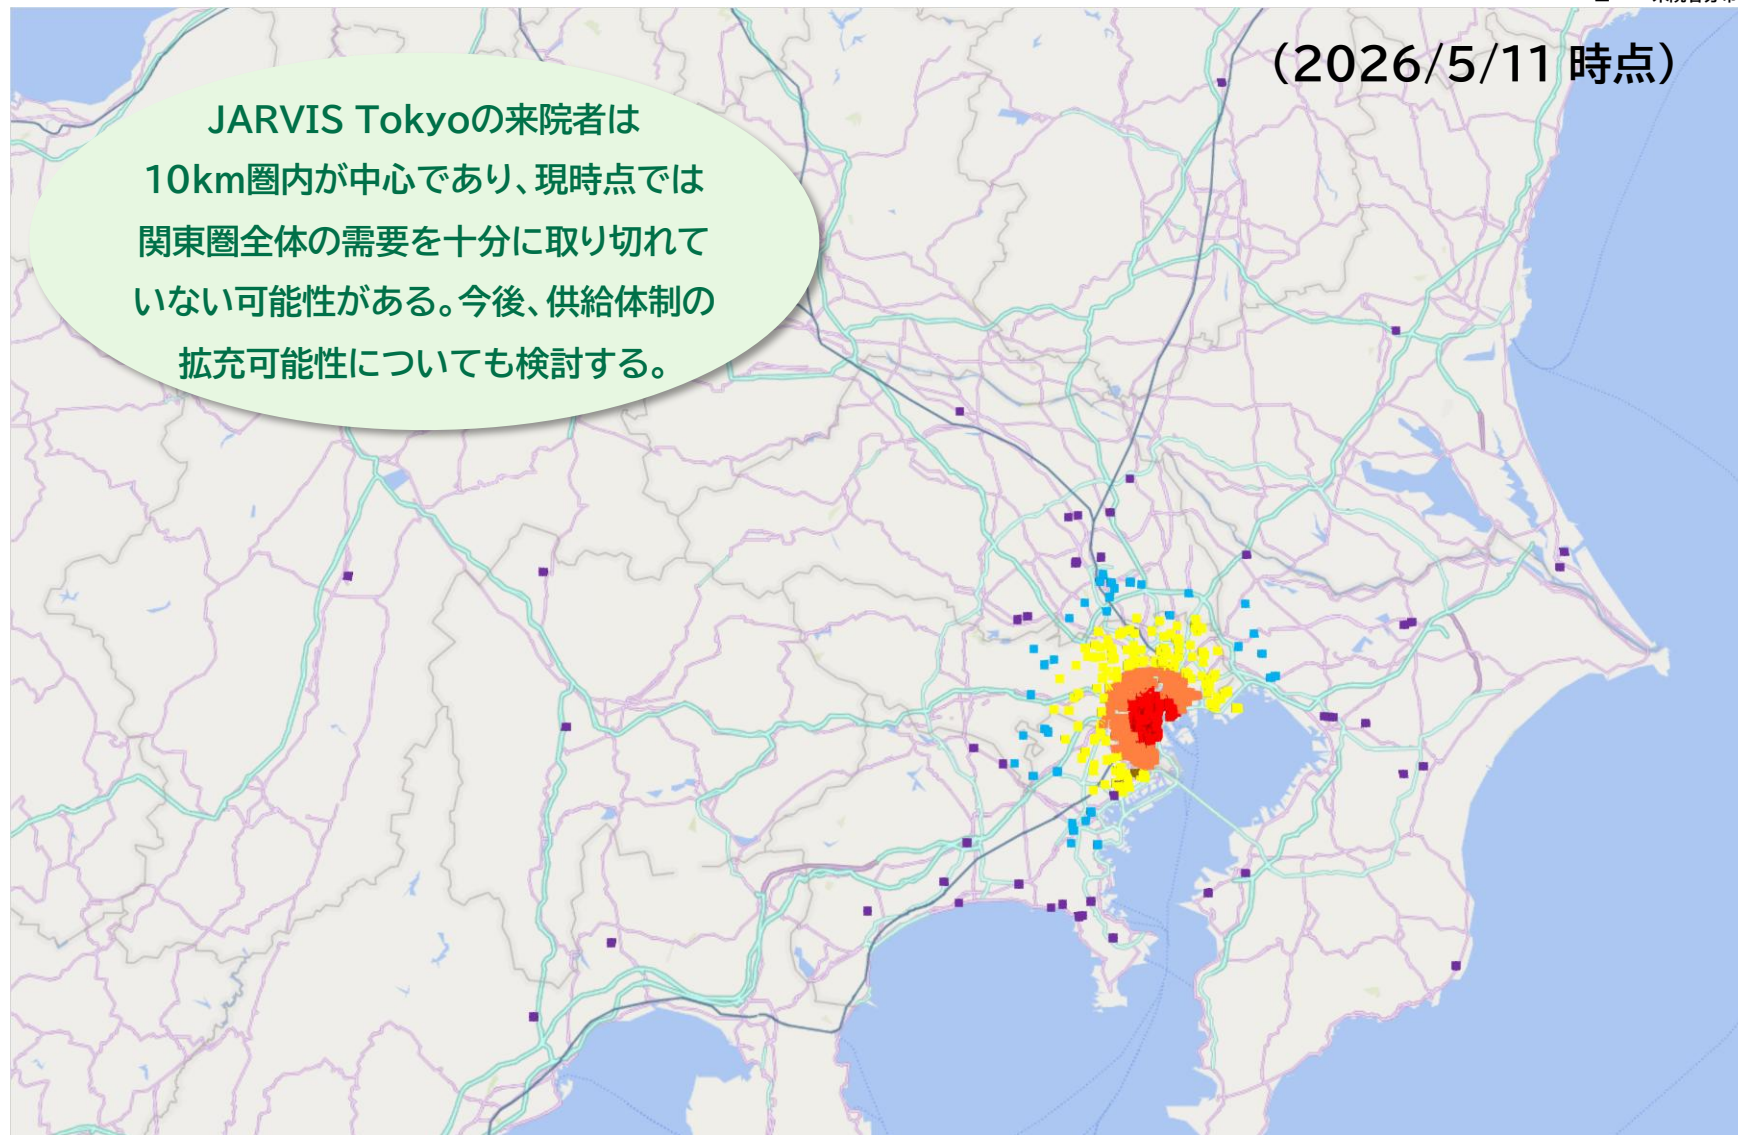 （2026/5/11 時点）
JARVIS Tokyoの来院者は
10km圏内が中心であり、現時点では
関東圏全体の需要を十分に取り切れて
いない可能性がある。今後、供給体制の
拡充可能性についても検討する。